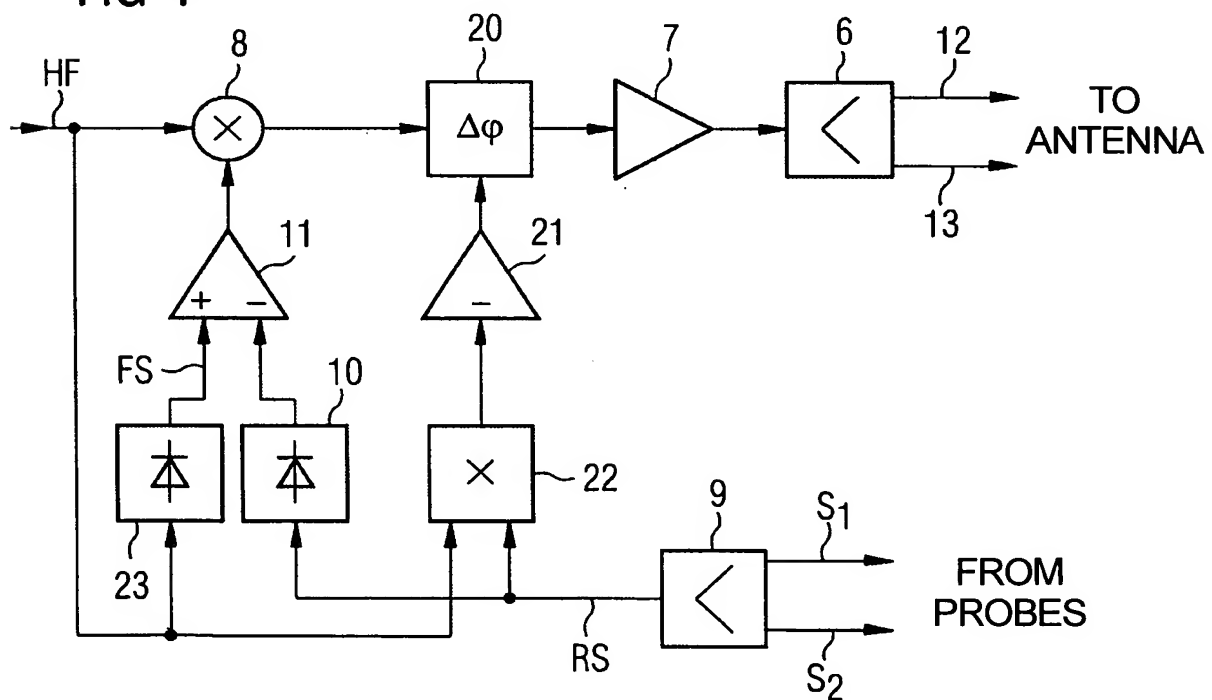 HF
8
20
7
6
12
TO
ANTENNA
13
Δφ
11
+ −
21
−
FS
10
23
22
×
9
S1
FROM
PROBES
RS
S2